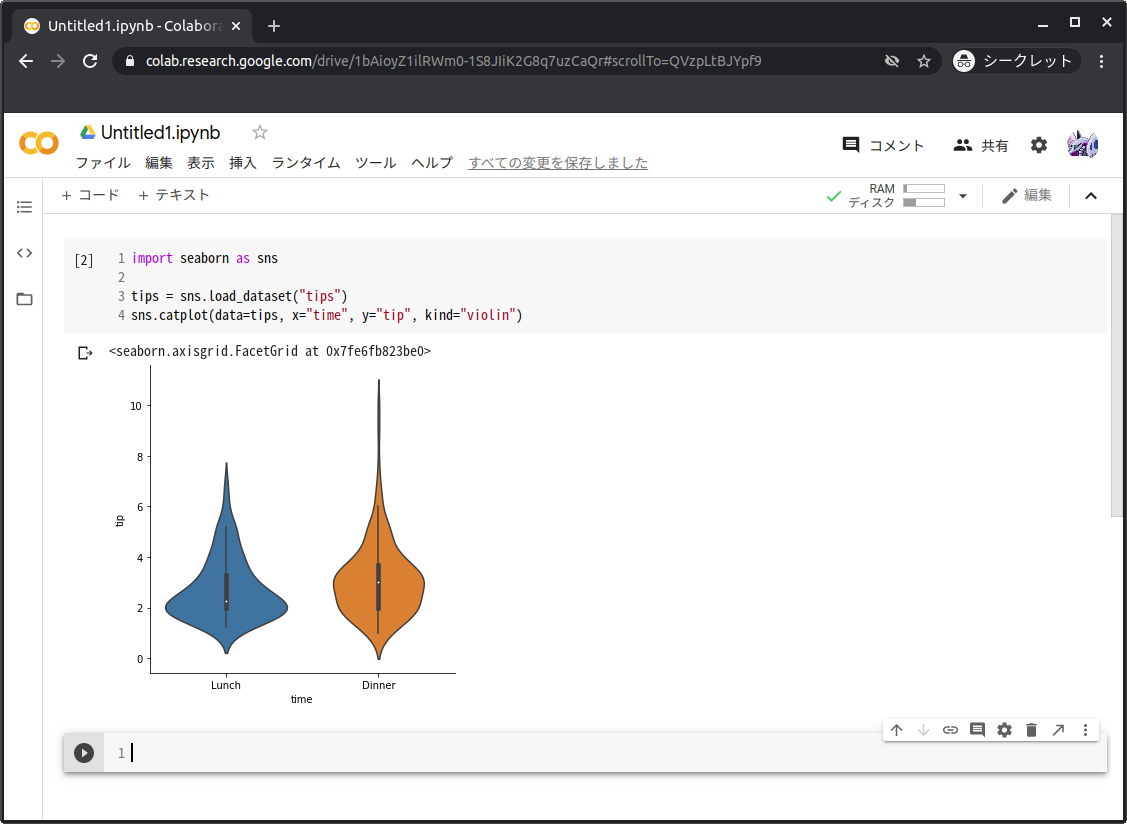 Untitled1.ipynb - Colabora
colab.research.google.com/drive/1bAioyZ1ilRWm0-1S8JIiK2G8q7uzCaQr#scrollTo=QVzpLtBJYpf9
シークレット
Untitled1.ipynb
コメント
共有
ファイル 編集 表示 挿入 ランタイム ツール ヘルプ すべての変更を保存しました
+ コード + テキスト
RAM
ディスク
編集
[2]
1 import seaborn as sns
2
3 tips = sns.load_dataset("tips")
4 sns.catplot(data=tips, x="time", y="tip", kind="violin")
<seaborn.axisgrid.FacetGrid at 0x7fe6fb823be0>
10
8
6
4
2
0
tip
Lunch Dinner
time
1